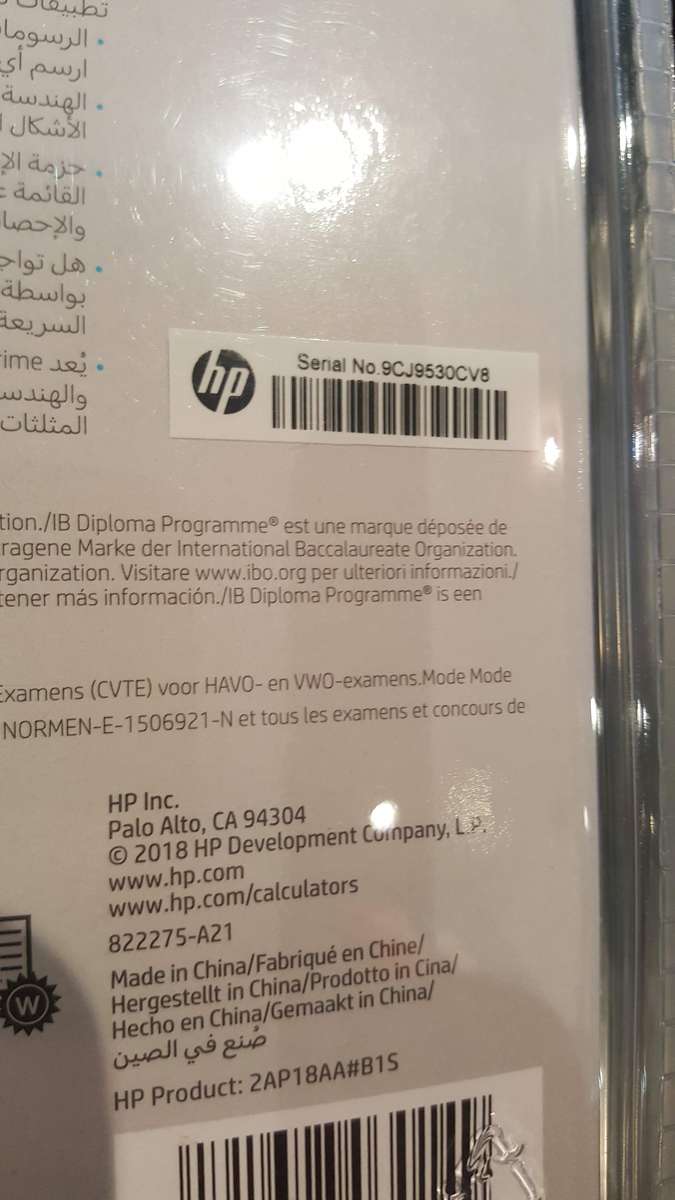 • الرسوما
ارسم أي
• الهندسة
الأشكال
• حزمة
القائمة
والإحصا
• هل تواج
بواسطة
السريعة
• يُعد rime
والهندس
المثلثات
hp
Serial No.9CJ9530CV8
tion./IB Diploma Programme® est une marque déposée de
ragene Marke der International Baccalaureate Organization.
rganization. Visitare www.ibo.org per ulteriori informazioni./
tener más información./IB Diploma Programme® is een
Examens (CVTE) voor HAVO- en VWO-examens.Mode Mode
NORMEN-E-1506921-N et tous les examens et concours de
HP Inc.
Palo Alto, CA 94304
© 2018 HP Development Company, L.P.
www.hp.com
www.hp.com/calculators
822275-A21
Made in China/Fabriqué en Chine/
Hergestellt in China/Prodotto in Cina/
Hecho en China/Gemaakt in China/
صُنع في الصين
HP Product: 2AP18AA#B1S
W